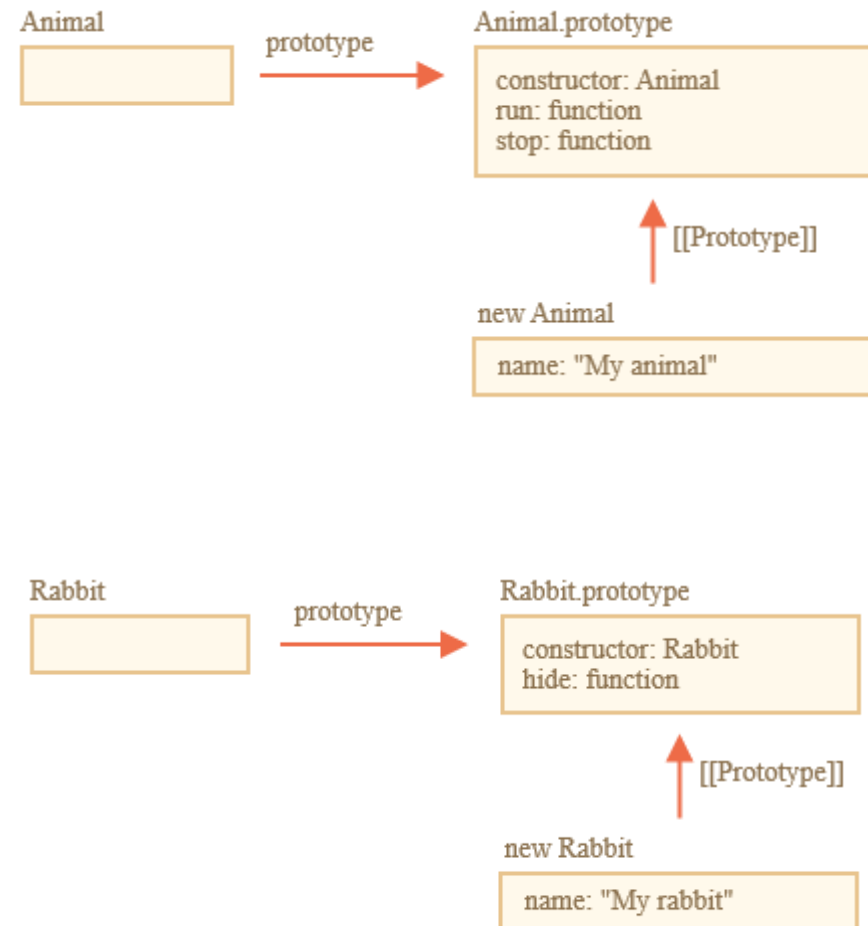 Animal
prototype
Animal.prototype
constructor: Animal
run: function
stop: function
[[Prototype]]
new Animal
name: "My animal"
Rabbit
prototype
Rabbit.prototype
constructor: Rabbit
hide: function
[[Prototype]]
new Rabbit
name: "My rabbit"